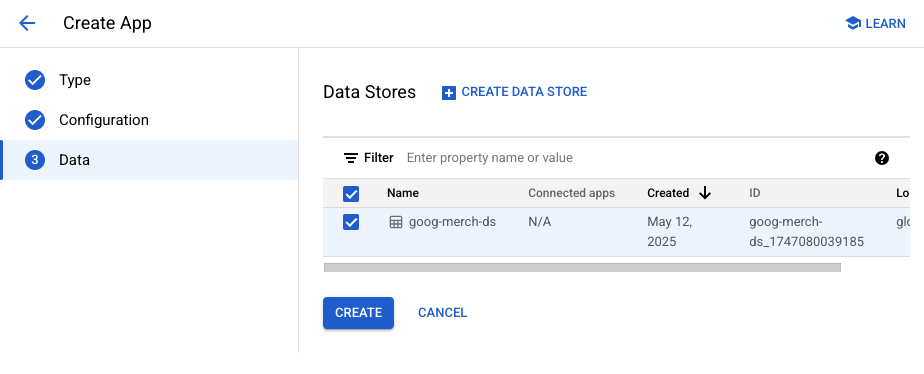 Create App
LEARN
Type
Configuration
3 Data
Data Stores
CREATE DATA STORE
Filter Enter property name or value
Name Connected apps Created ID Lo
goog-merch-ds N/A May 12, 2025 goog-merch-ds_1747080039185 glo
CREATE CANCEL